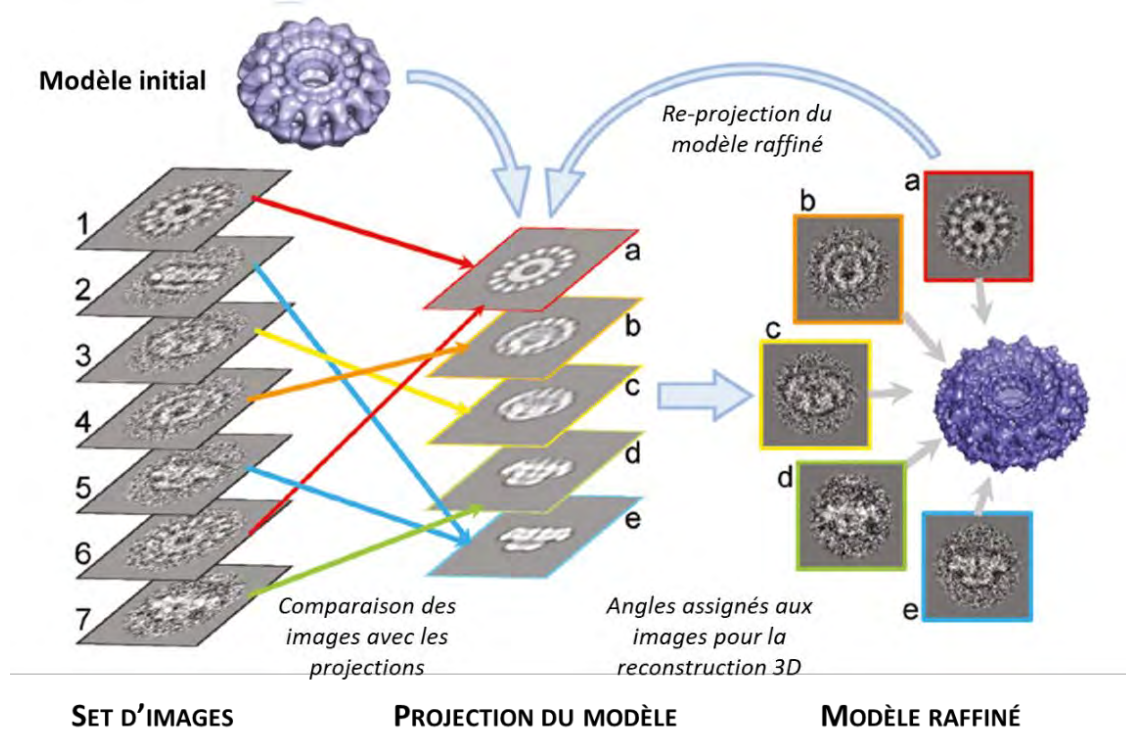 Modèle initial
Re-projection du
modèle raffiné
1
2
3
4
5
6
7
a
b
c
d
e
a
b
c
d
e
Comparaison des
images avec les
projections
Angles assignés aux
images pour la
reconstruction 3D
SET D'IMAGES
PROJECTION DU MODÈLE
MODÈLE RAFFINÉ